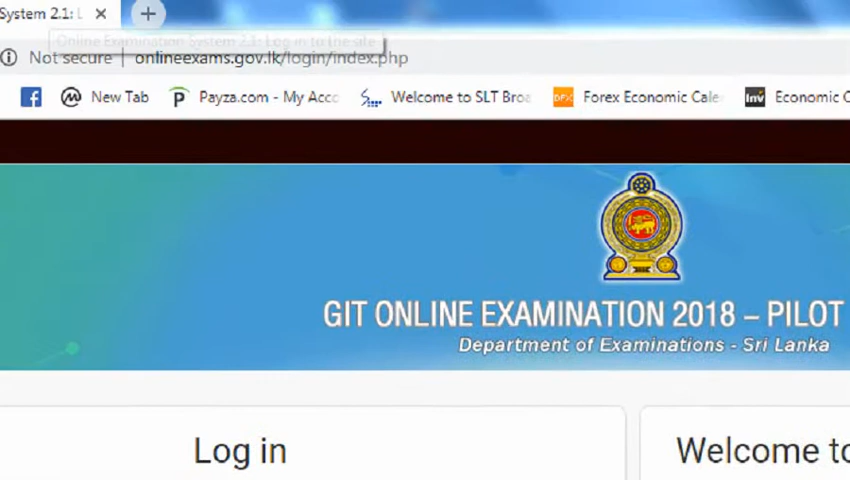 System 2.1: L
Online Examination System 2.1: Log in to the site
Not secure | onlineexams.gov.lk/login/index.php
New Tab Payza.com - My Acco Welcome to SLT Broa DFX Forex Economic Cale Inv Economic C
GIT ONLINE EXAMINATION 2018 – PILOT
Department of Examinations - Sri Lanka
Log in Welcome to